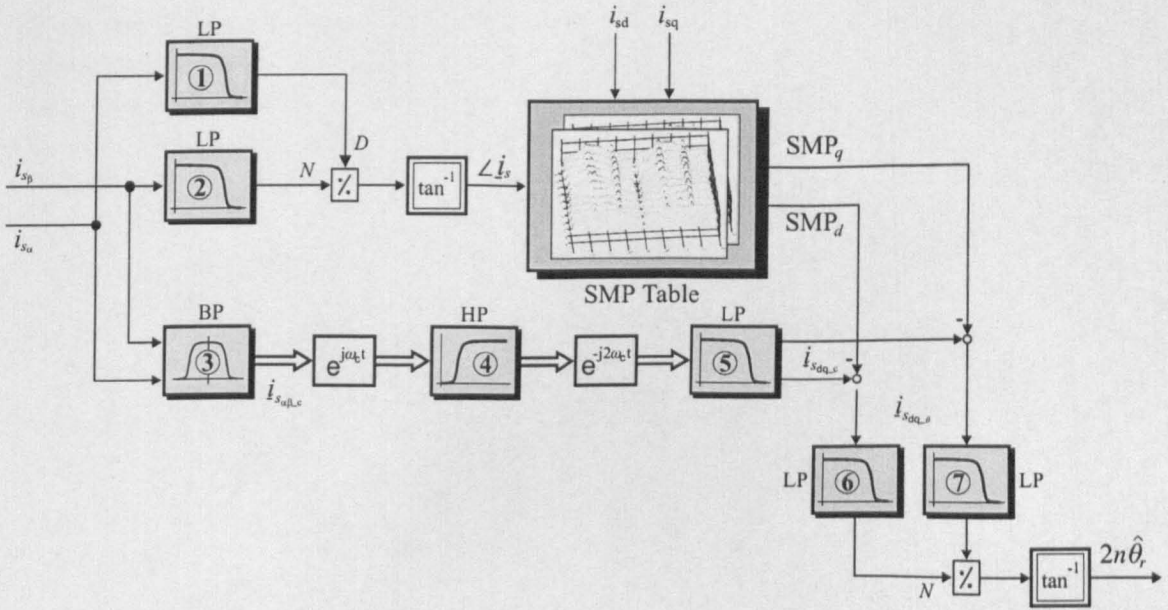 LP
①
i_sd
i_sq
LP
②
D
N
⁒
tan⁻¹
∠i_s
i_sβ
i_sα
SMP_q
SMP_d
SMP Table
BP
③
i_sαβ_c
e^jω_c t
HP
④
e^-j2ω_c t
LP
⑤
i_sdq_c
-
-
LP
⑥
⑦
LP
N
⁒
tan⁻¹
2nθ̂_r